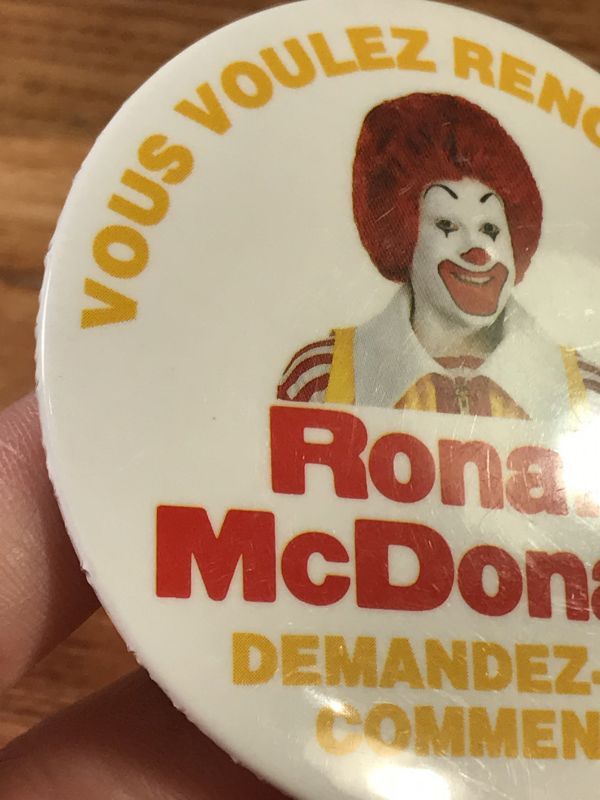 VOUS VOULEZ RENC
Rona
McDona
DEMANDEZ-
COMMEN